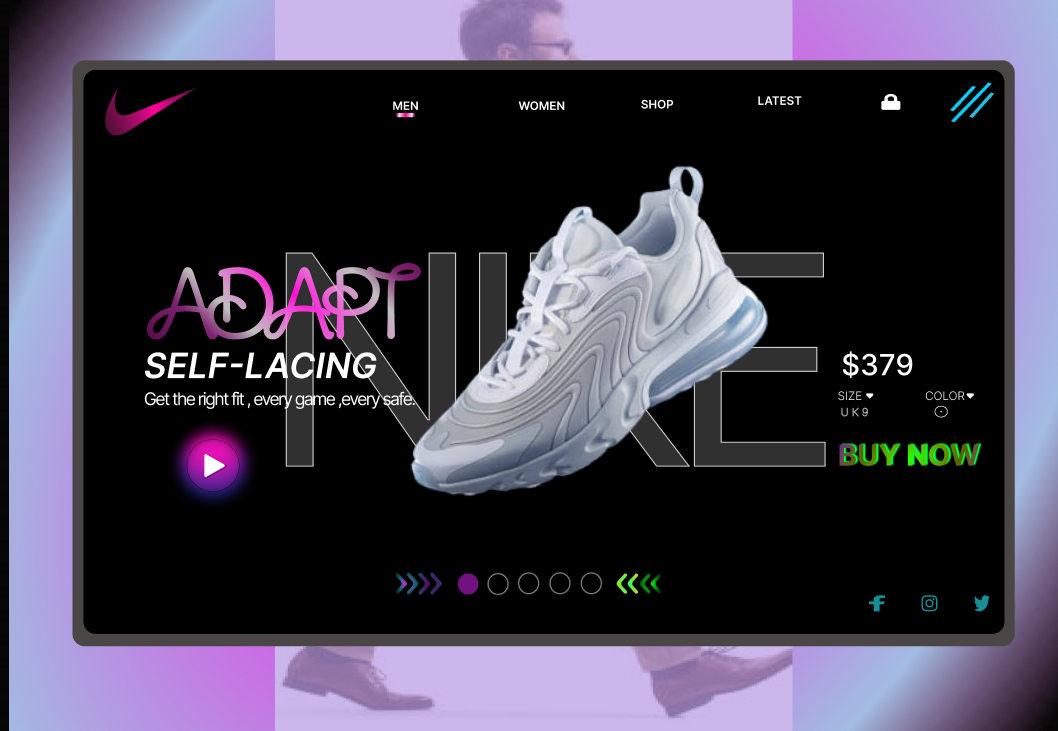 MEN
WOMEN
SHOP
LATEST
NIKE
ADAPT
SELF-LACING
Get the right fit , every game ,every safe.
$379
SIZE
COLOR
UK9
BUY NOW